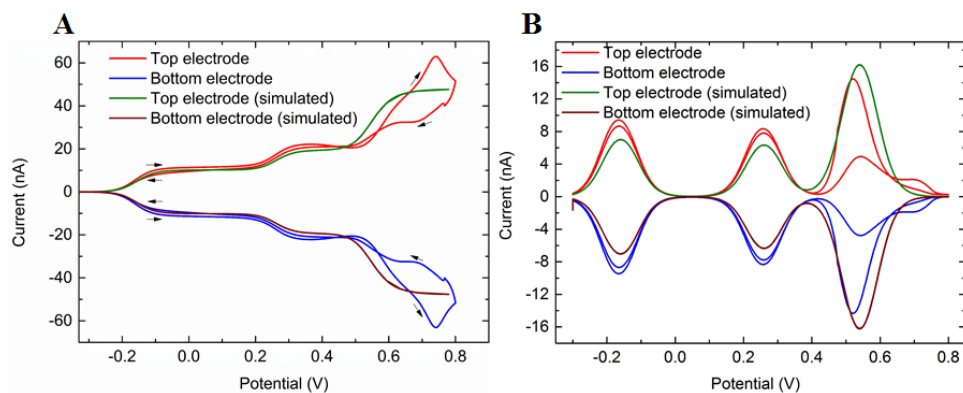 A
Top electrode
Bottom electrode
Top electrode (simulated)
Bottom electrode (simulated)
60
40
20
0
-20
-40
-60
Current (nA)
-0.2
0.0
0.2
0.4
0.6
0.8
Potential (V)
B
Top electrode
Bottom electrode
Top electrode (simulated)
Bottom electrode (simulated)
16
12
8
4
0
-4
-8
-12
-16
Current (nA)
-0.2
0.0
0.2
0.4
0.6
0.8
Potential (V)